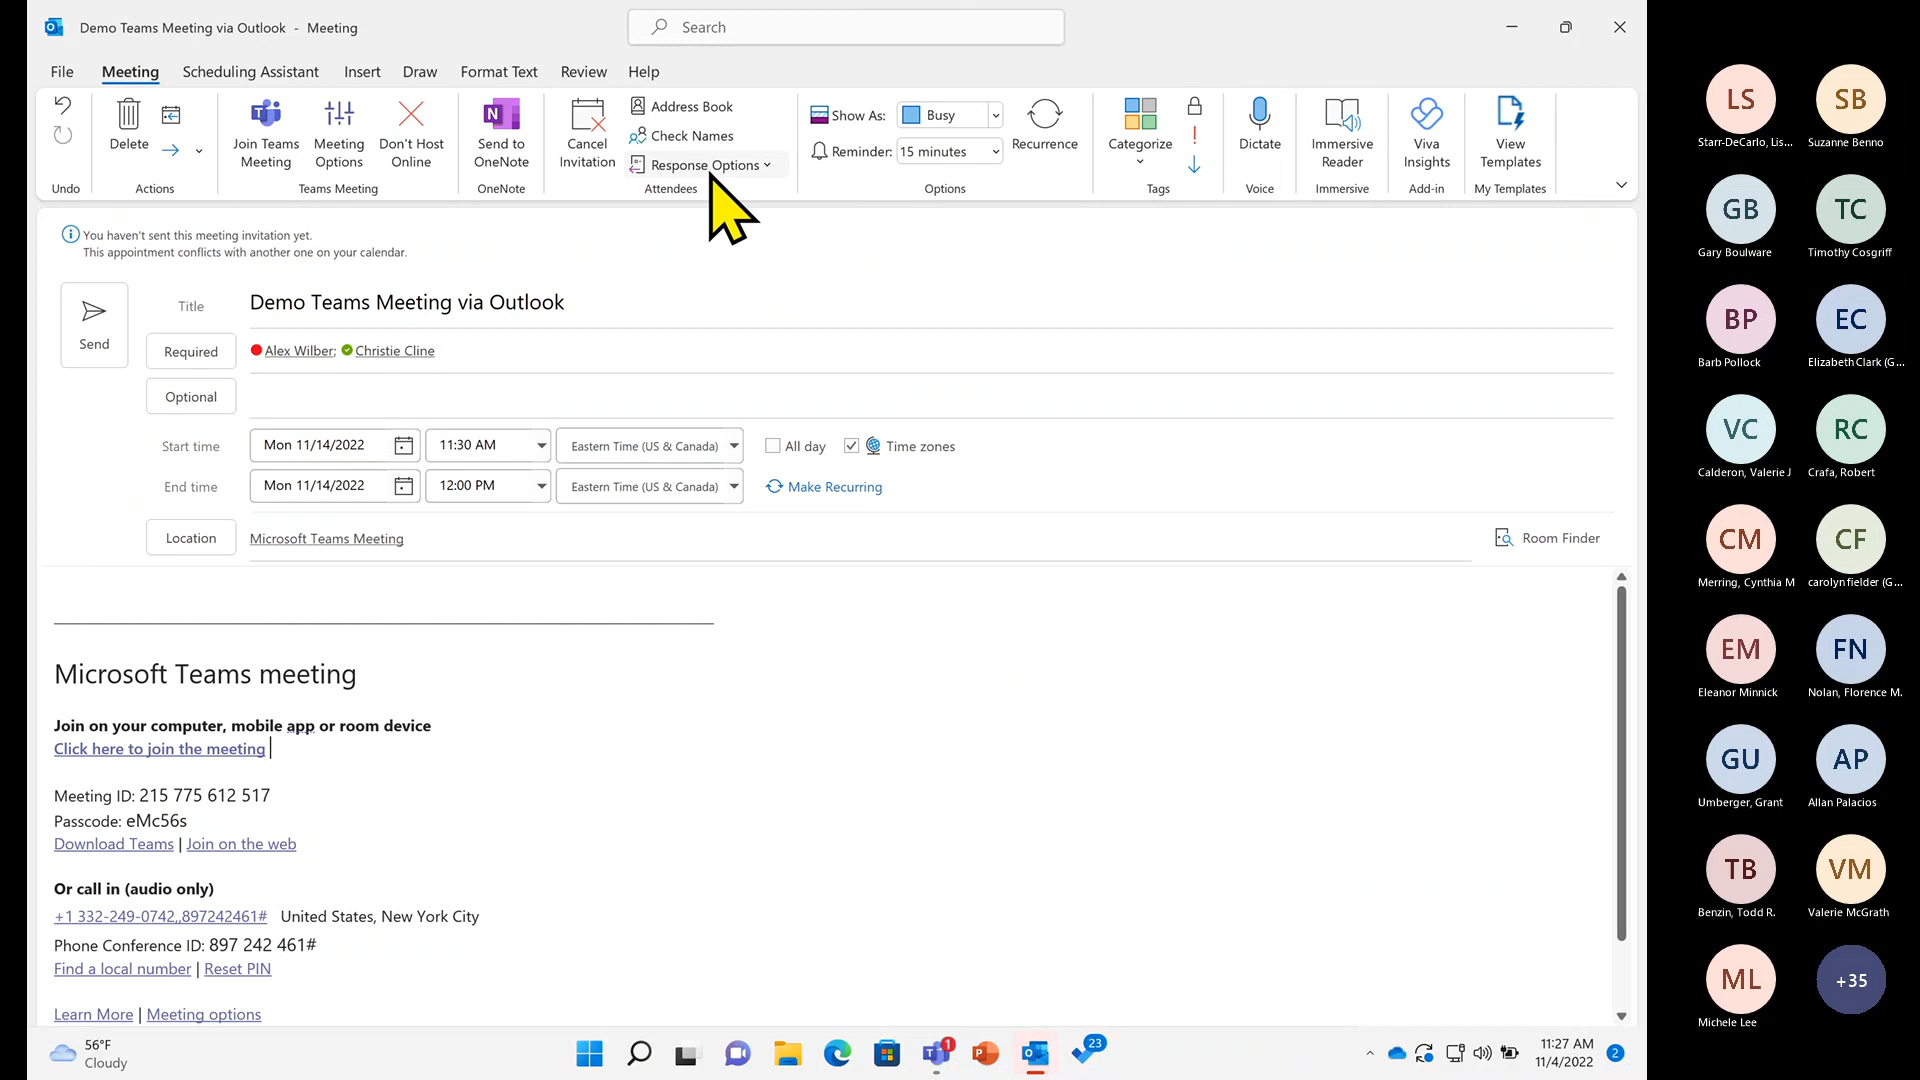 Demo Teams Meeting via Outlook - Meeting
Search
File Meeting Scheduling Assistant Insert Draw Format Text Review Help
Delete
Join Teams Meeting
Meeting Options
Don't Host Online
Send to OneNote
Cancel Invitation
Address Book
Check Names
Response Options
Show As: Busy
Reminder: 15 minutes
Recurrence
Categorize
Dictate
Immersive Reader
Viva Insights
View Templates
Undo Actions Teams Meeting OneNote Attendees Options Tags Voice Immersive Add-in My Templates
You haven't sent this meeting invitation yet.
This appointment conflicts with another one on your calendar.
Send
Title Demo Teams Meeting via Outlook
Required Alex Wilber; Christie Cline
Optional
Start time Mon 11/14/2022 11:30 AM Eastern Time (US & Canada) All day Time zones
End time Mon 11/14/2022 12:00 PM Eastern Time (US & Canada) Make Recurring
Location Microsoft Teams Meeting Room Finder
Microsoft Teams meeting
Join on your computer, mobile app or room device
Click here to join the meeting
Meeting ID: 215 775 612 517
Passcode: eMc56s
Download Teams | Join on the web
Or call in (audio only)
+1 332-249-0742,,897242461# United States, New York City
Phone Conference ID: 897 242 461#
Find a local number | Reset PIN
Learn More | Meeting options
56°F
Cloudy
1
23
11:27 AM
11/4/2022
2
LS SB
Starr-DeCarlo, Lis... Suzanne Benno
GB TC
Gary Boulware Timothy Cosgriff
BP EC
Barb Pollock Elizabeth Clark (G...
VC RC
Calderon, Valerie J Crafa, Robert
CM CF
Merring, Cynthia M carolyn fielder (G...
EM FN
Eleanor Minnick Nolan, Florence M.
GU AP
Umberger, Grant Allan Palacios
TB VM
Benzin, Todd R. Valerie McGrath
ML +35
Michele Lee